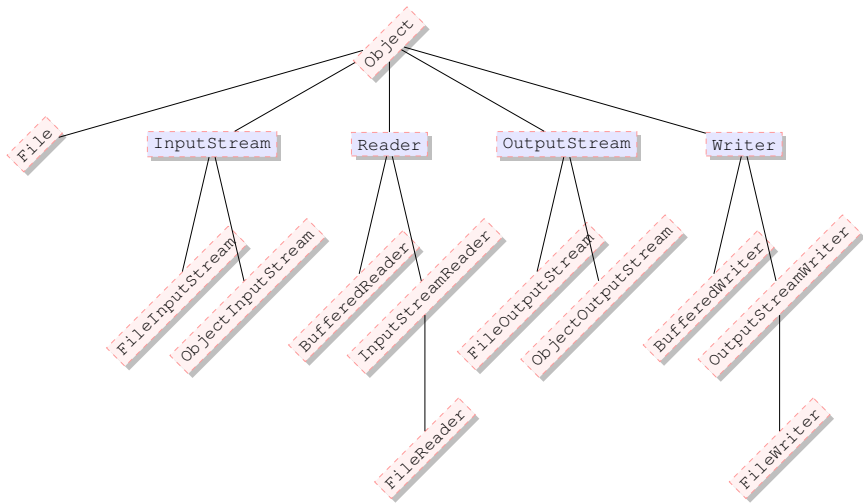 Object
File
InputStream
Reader
OutputStream
Writer
FileInputStream
ObjectInputStream
BufferedReader
InputStreamReader
FileOutputStream
ObjectOutputStream
BufferedWriter
OutputStreamWriter
FileReader
FileWriter